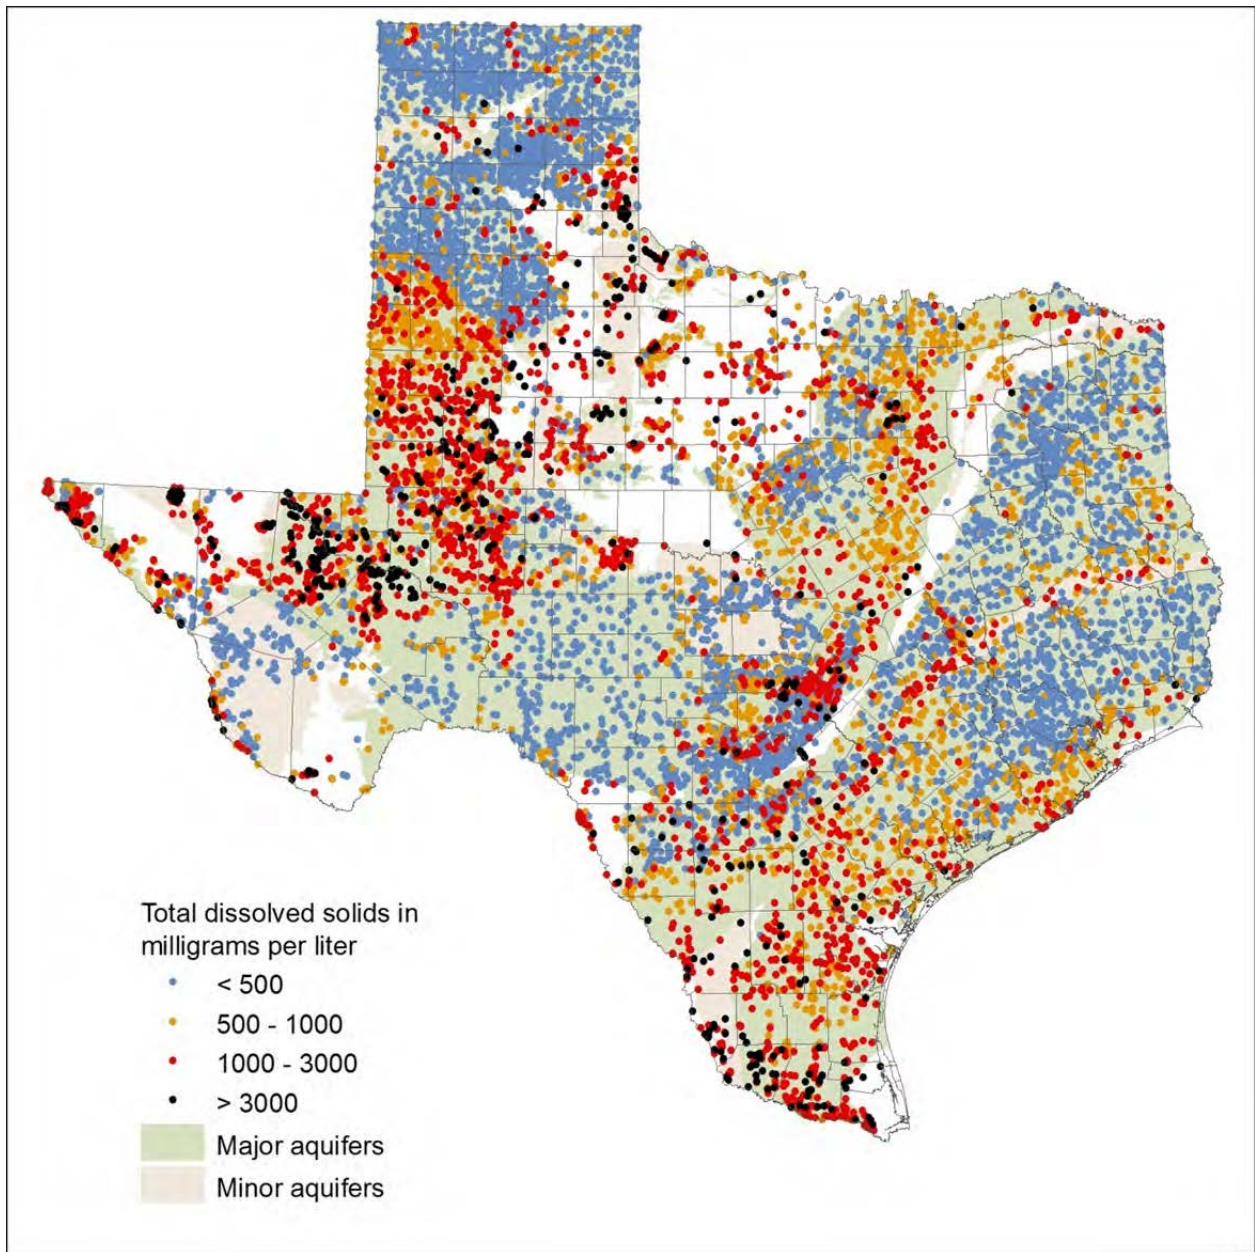 Total dissolved solids in
milligrams per liter
< 500
500 - 1000
1000 - 3000
> 3000
Major aquifers
Minor aquifers